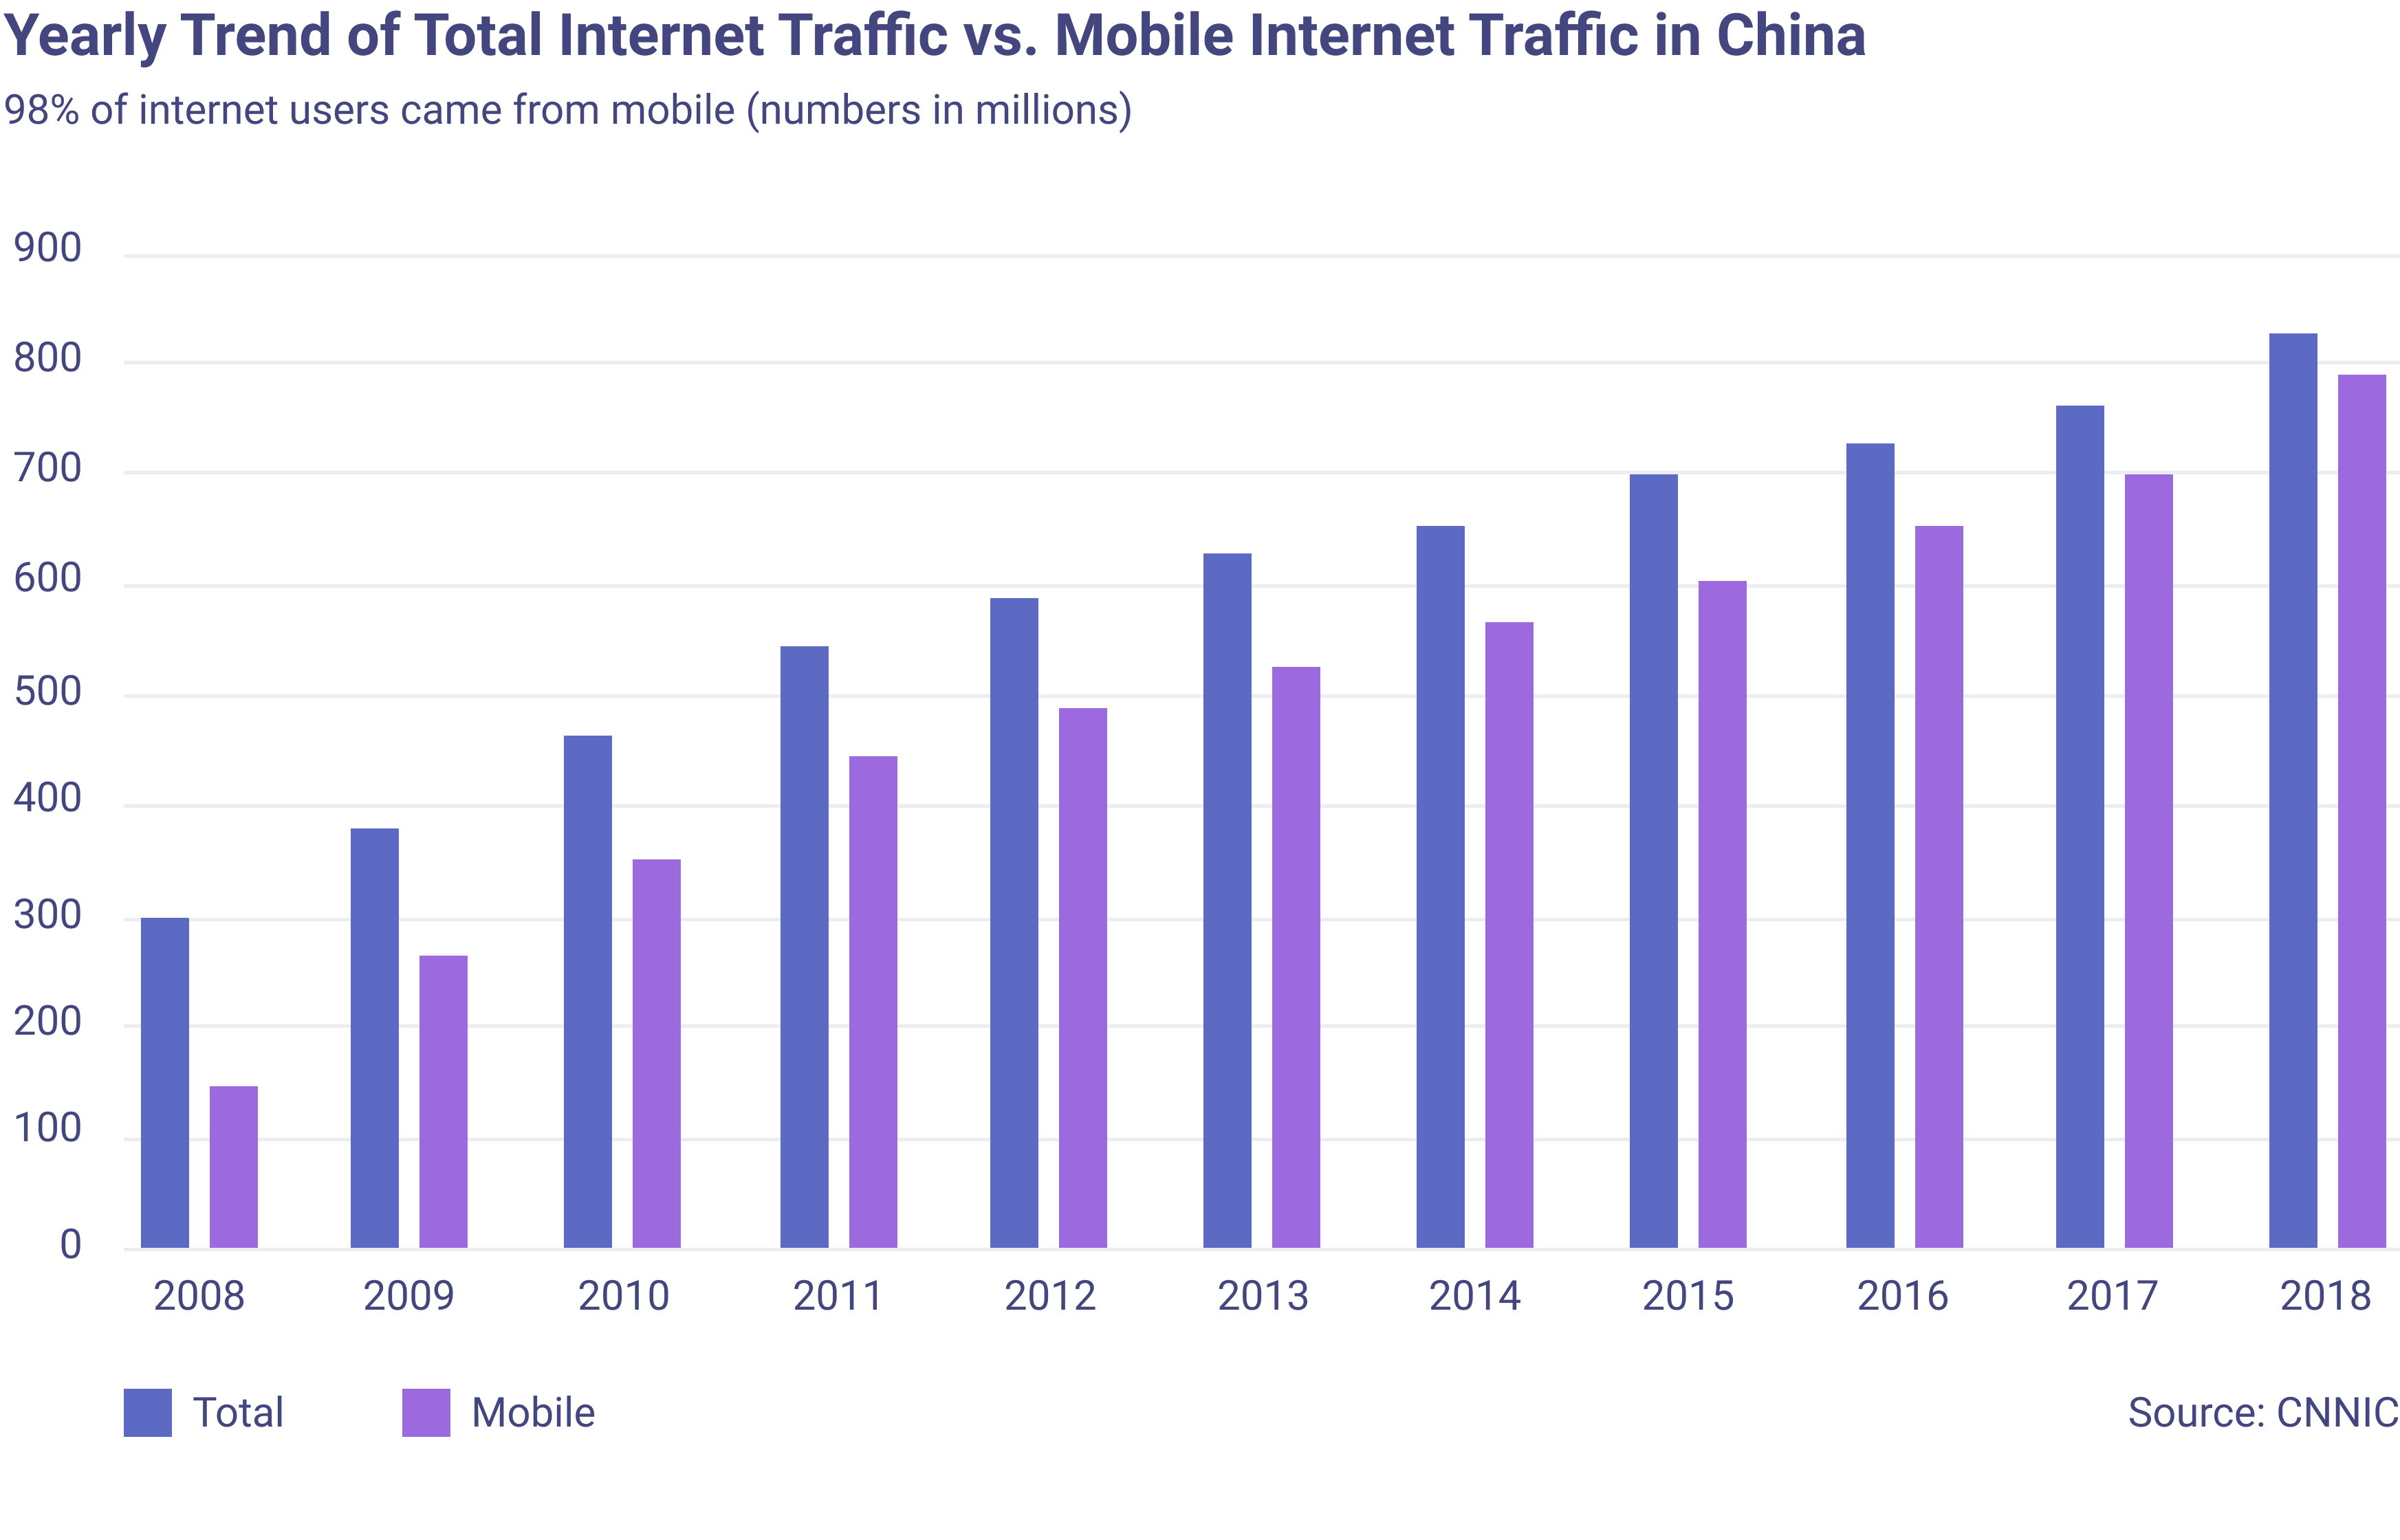 Yearly Trend of Total Internet Traffic vs. Mobile Internet Traffic in China
98% of internet users came from mobile (numbers in millions)
900
800
700
600
500
400
300
200
100
0
2008 2009 2010 2011 2012 2013 2014 2015 2016 2017 2018
Total Mobile Source: CNNIC